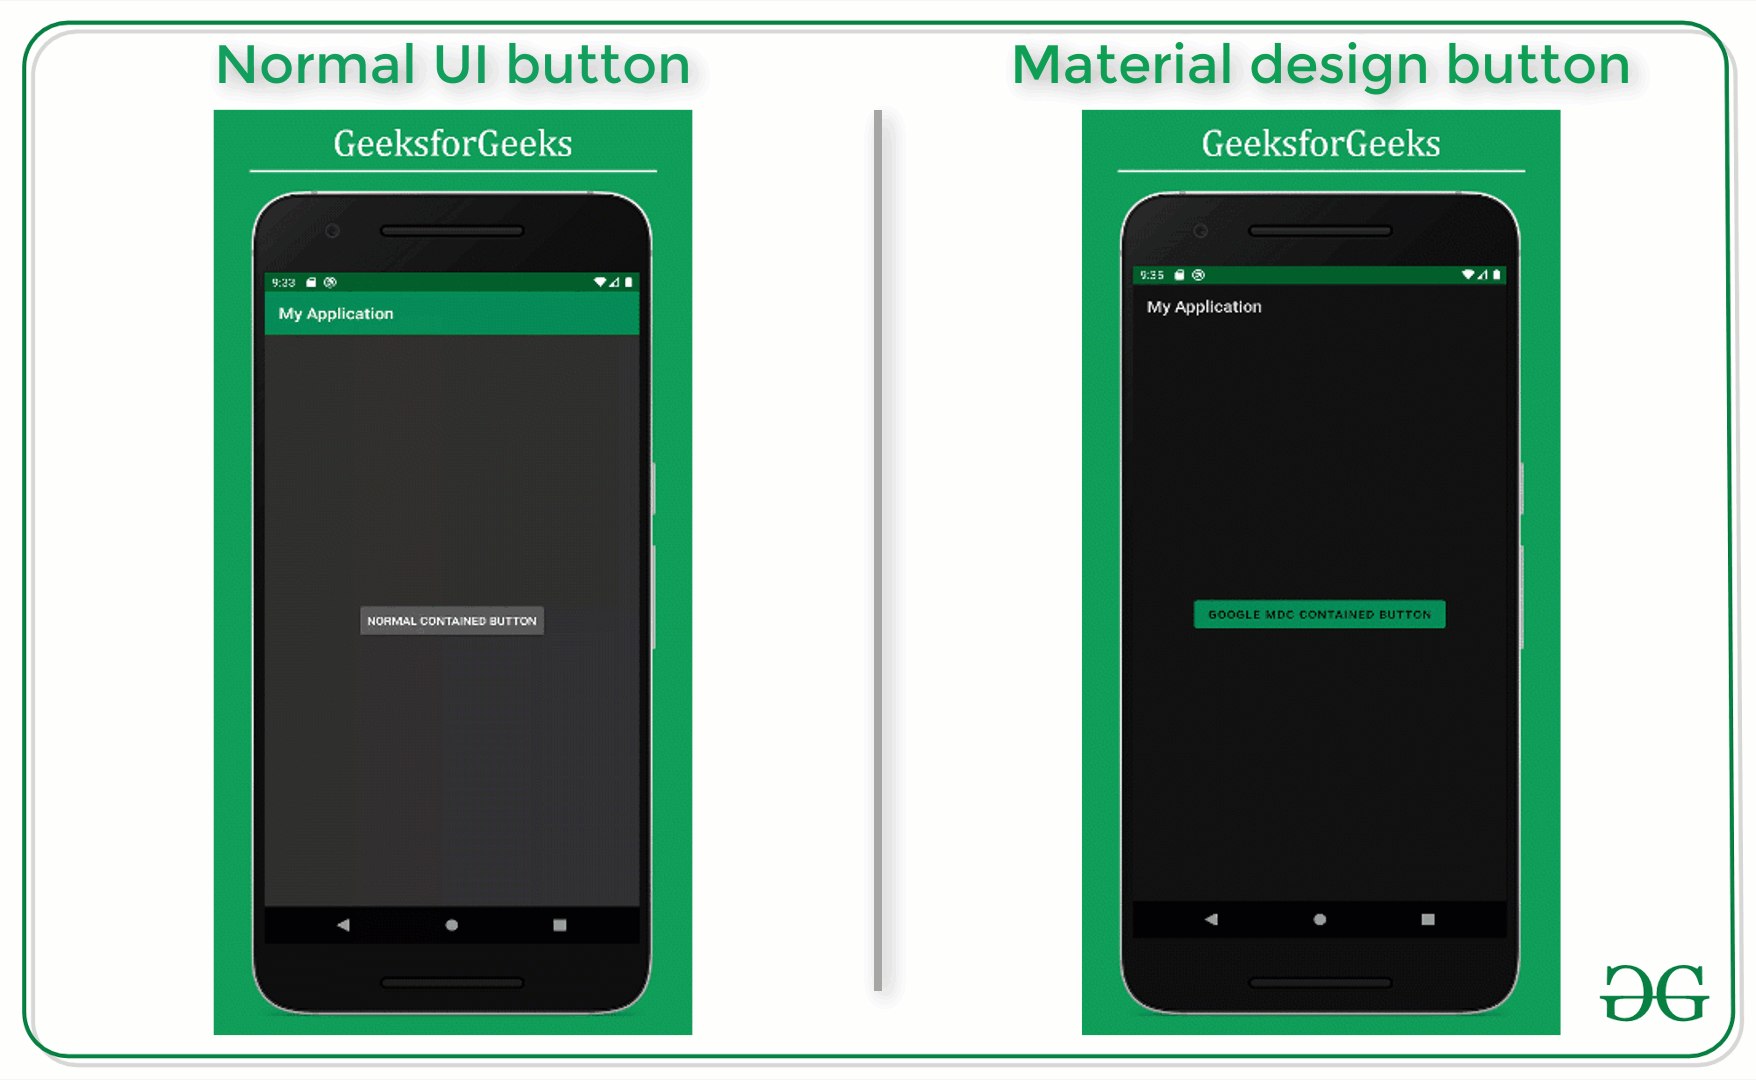 Normal UI button
GeeksforGeeks
9:33
My Application
NORMAL CONTAINED BUTTON
Material design button
GeeksforGeeks
9:35
My Application
GOOGLE MDC CONTAINED BUTTON